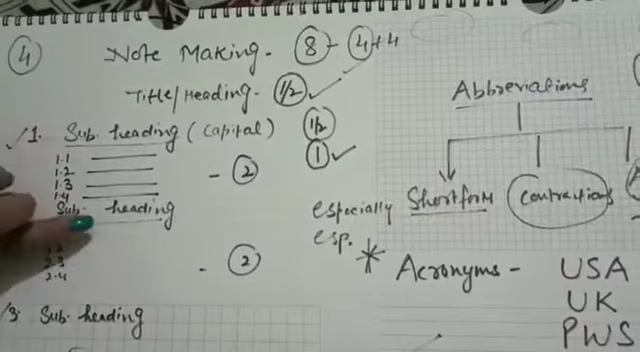 4
Note Making. 8 - 4+4
Title/Heading. 1/2
1. Sub. heading (Capital) 1/2
1
1.1
1.2
1.3
1.4
- 2
Sub. heading
2.3
2.4
- 2
3. Sub. heading
Abbreviations
Shortform Contractions
especially
esp.
* Acronyms - USA
UK
PWS